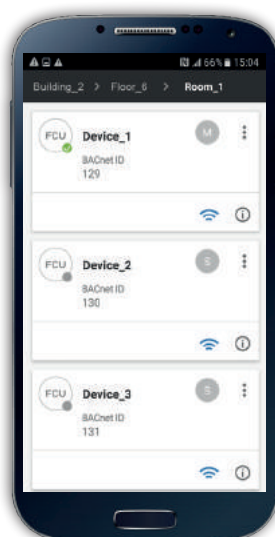 66% 15:04
Building_2 > Floor_6 > Room_1
FCU Device_1 M
BACnet ID
129
FCU Device_2 S
BACnet ID
130
FCU Device_3 S
BACnet ID
131